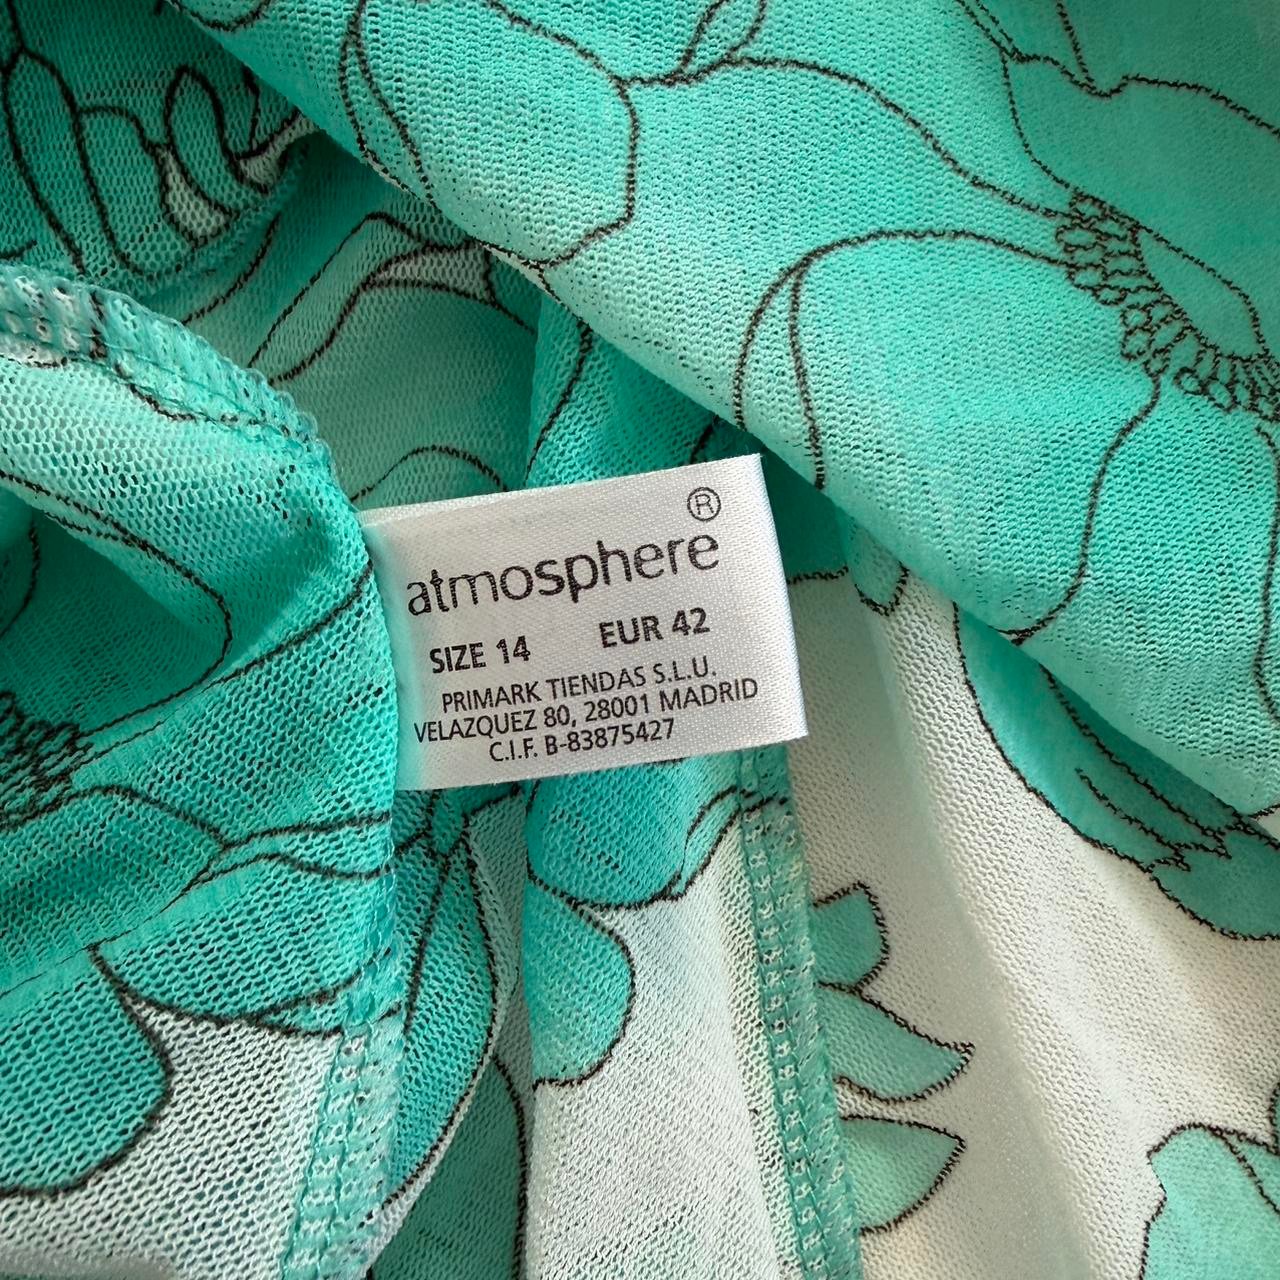 ®
atmosphere
SIZE 14 EUR 42
PRIMARK TIENDAS S.L.U.
VELAZQUEZ 80, 28001 MADRID
C.I.F. B-83875427